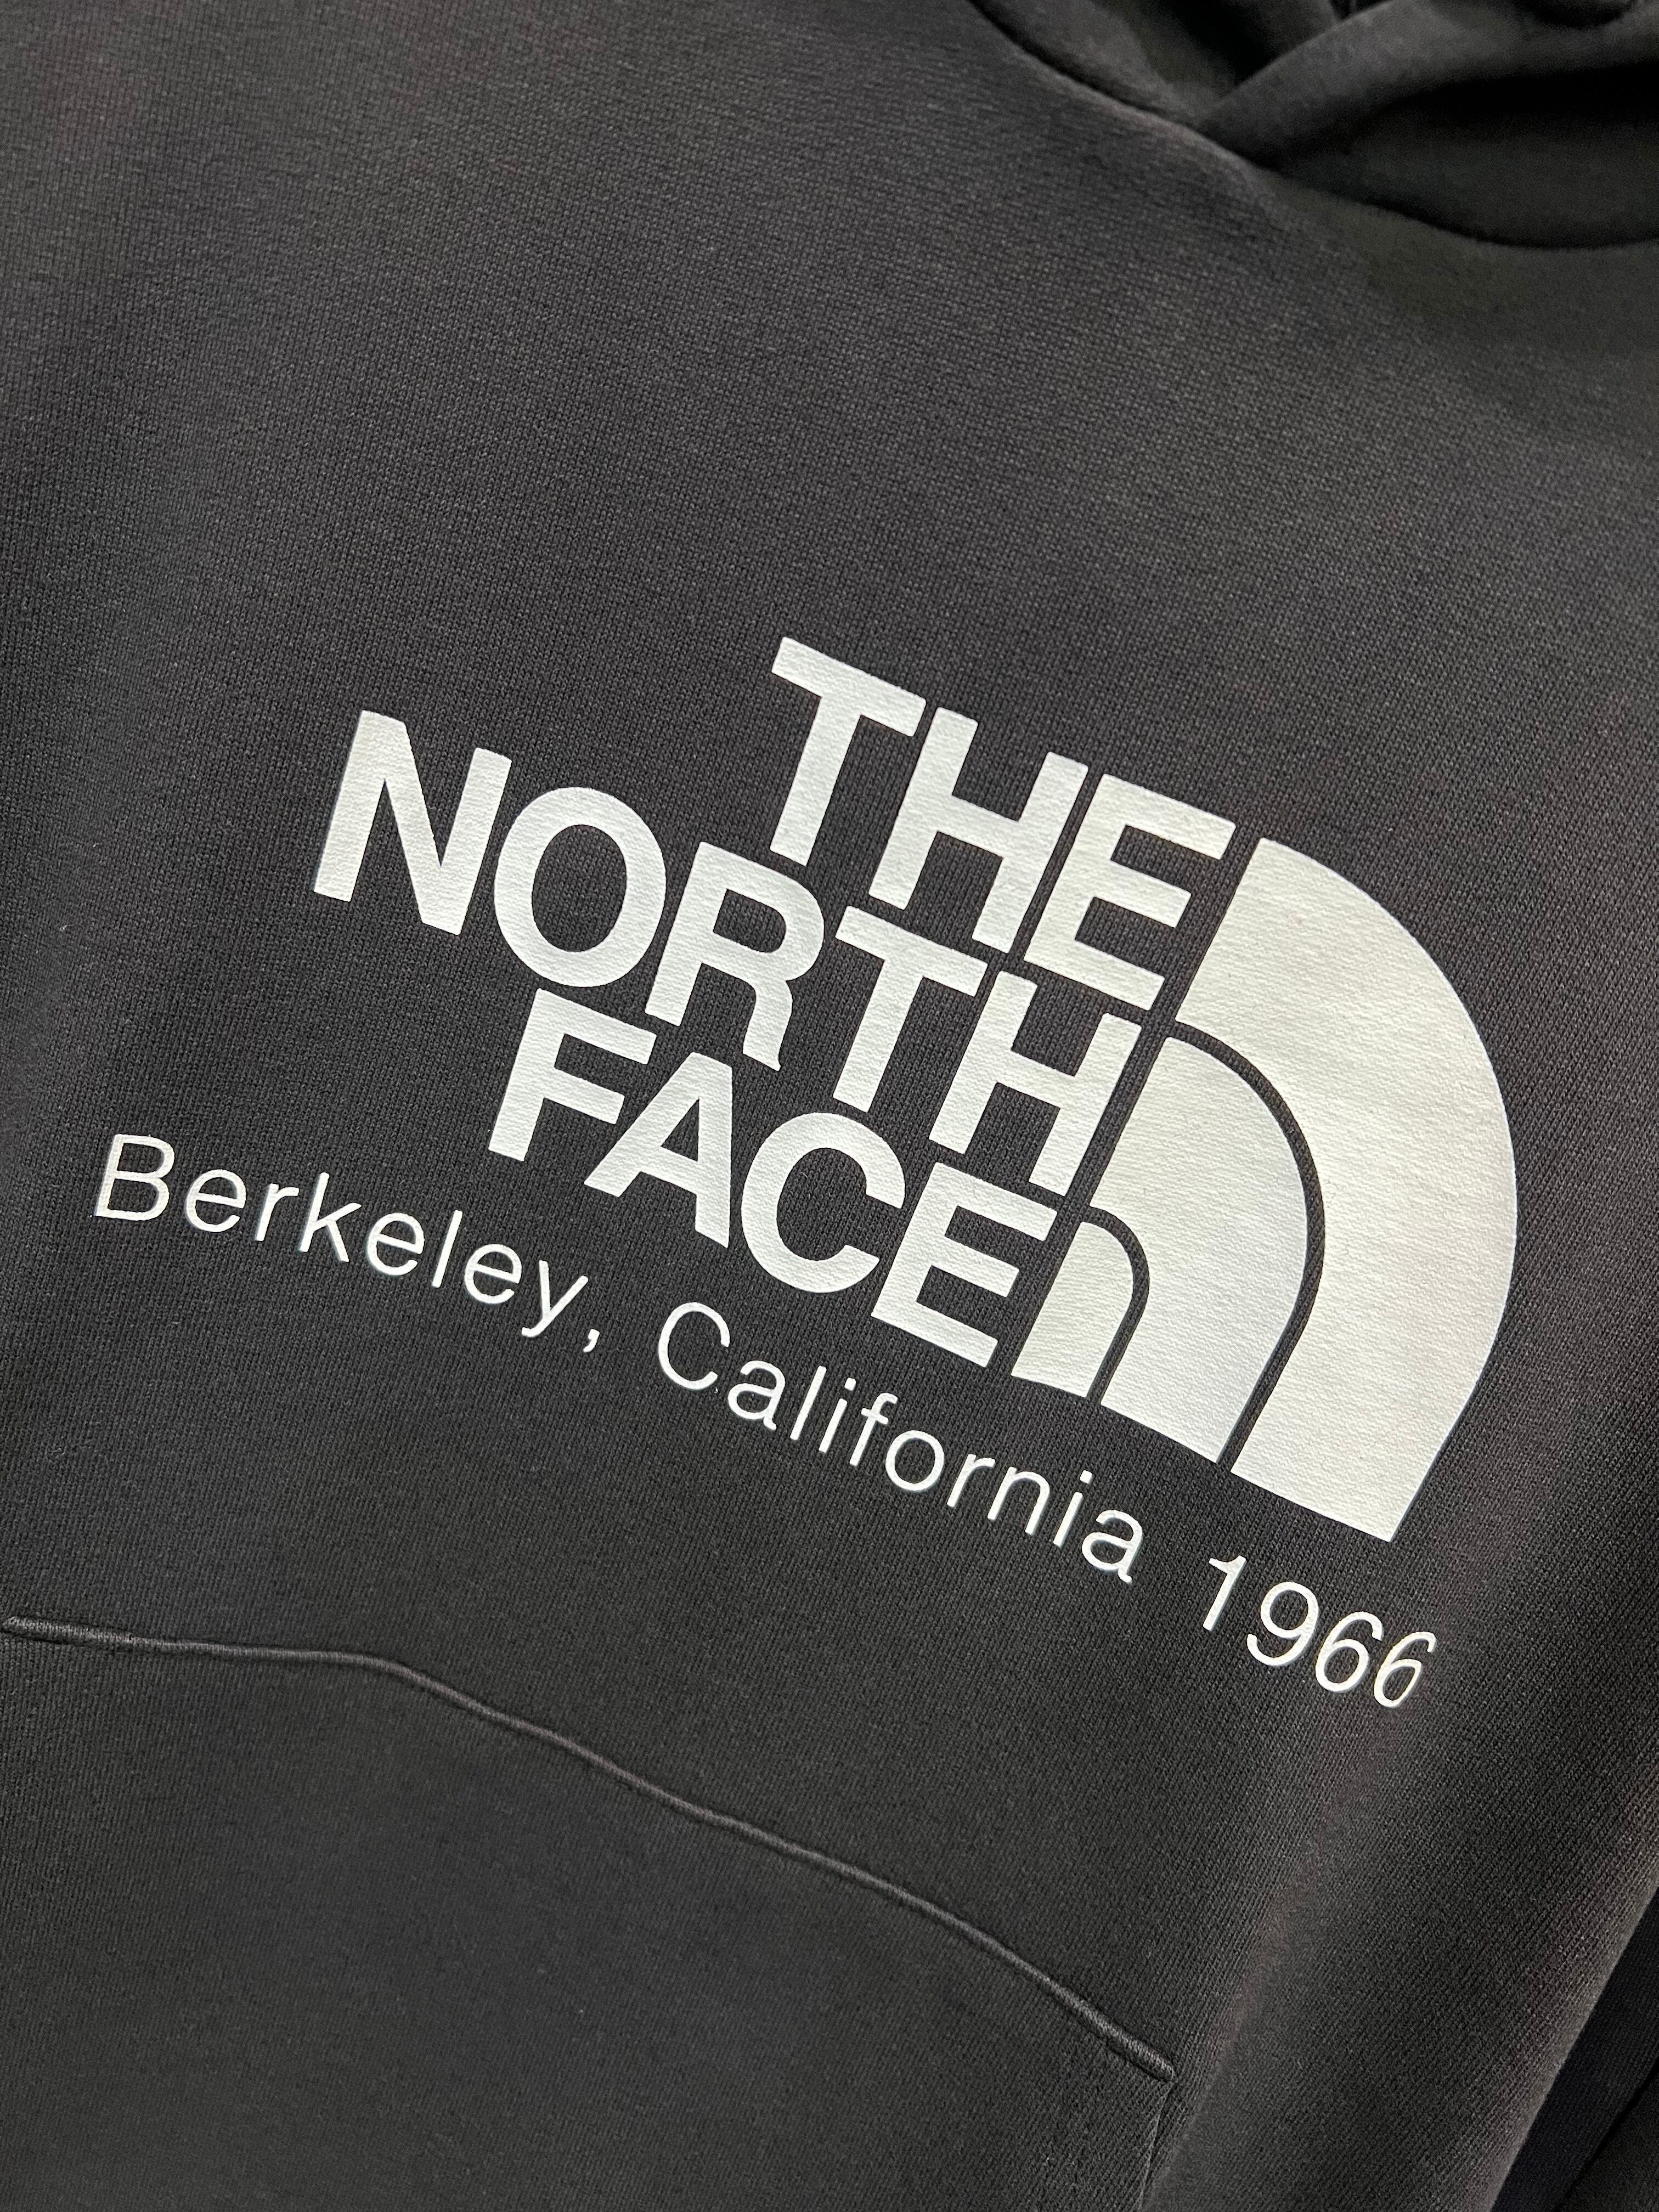 THE
NORTH
FACE
Berkeley, California 1966